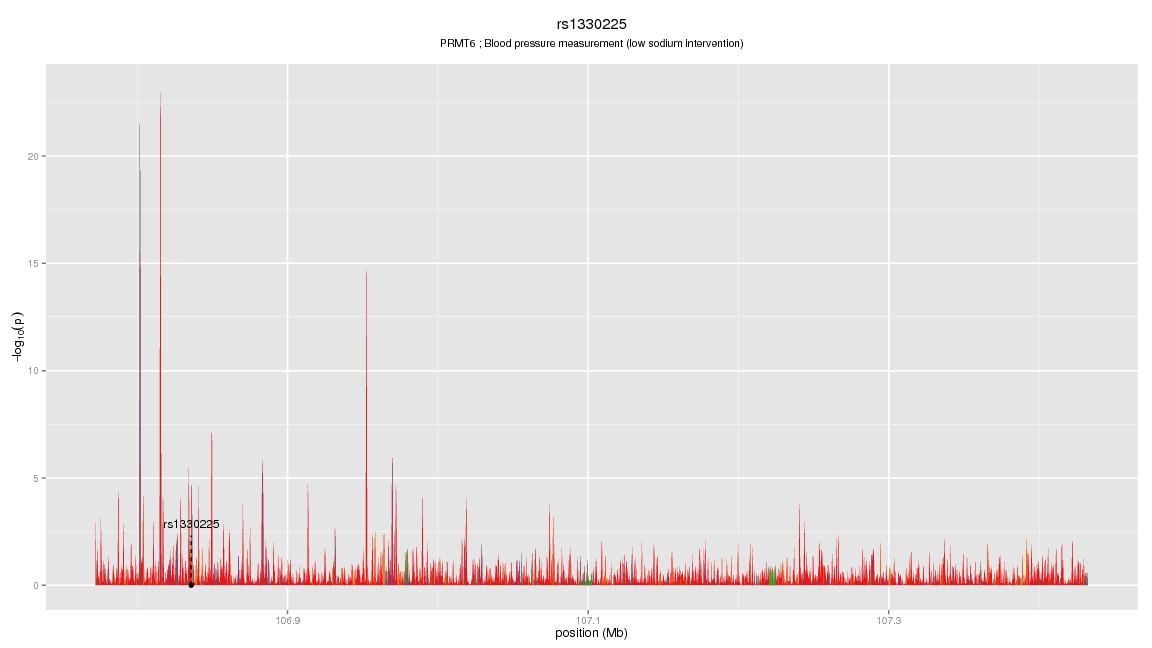 rs1330225
PRMT6 ; Blood pressure measurement (low sodium intervention)
20
15
10
5
0
−log10(p)
rs1330225
106.9
107.1
107.3
position (Mb)